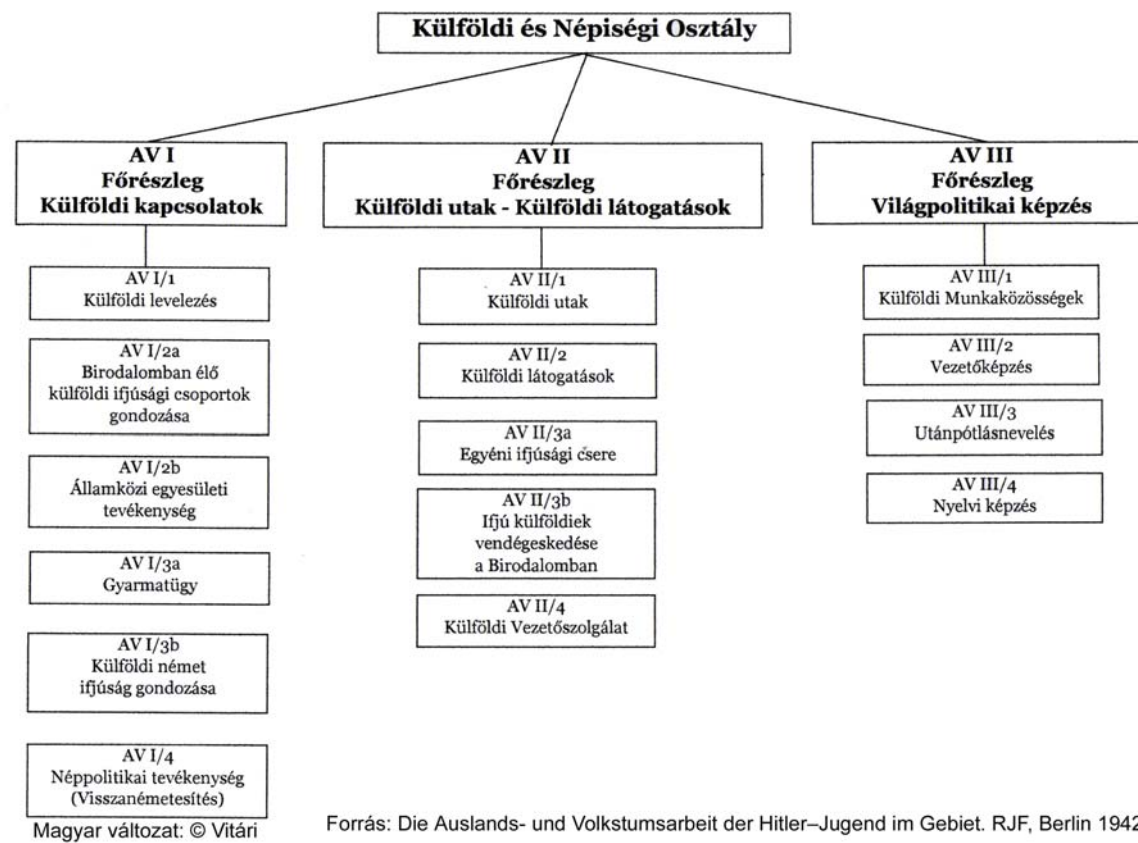 Külföldi és Népiségi Osztály
AV I
Főrészleg
Külföldi kapcsolatok
AV I/1
Külföldi levelezés
AV I/2a
Birodalomban élő
külföldi ifjúsági csoportok
gondozása
AV I/2b
Államközi egyesületi
tevékenység
AV I/3a
Gyarmatügy
AV I/3b
Külföldi német
ifjúság gondozása
AV I/4
Néppolitikai tevékenység
(Visszanémetesítés)
AV II
Főrészleg
Külföldi utak - Külföldi látogatások
AV II/1
Külföldi utak
AV II/2
Külföldi látogatások
AV II/3a
Egyéni ifjúsági csere
AV II/3b
Ifjú külföldiek
vendégeskedése
a Birodalomban
AV II/4
Külföldi Vezetőszolgálat
AV III
Főrészleg
Világpolitikai képzés
AV III/1
Külföldi Munkaközösségek
AV III/2
Vezetőképzés
AV III/3
Utánpótlásnevelés
AV III/4
Nyelvi képzés
Magyar változat: © Vitári
Forrás: Die Auslands- und Volkstumsarbeit der Hitler–Jugend im Gebiet. RJF, Berlin 1942